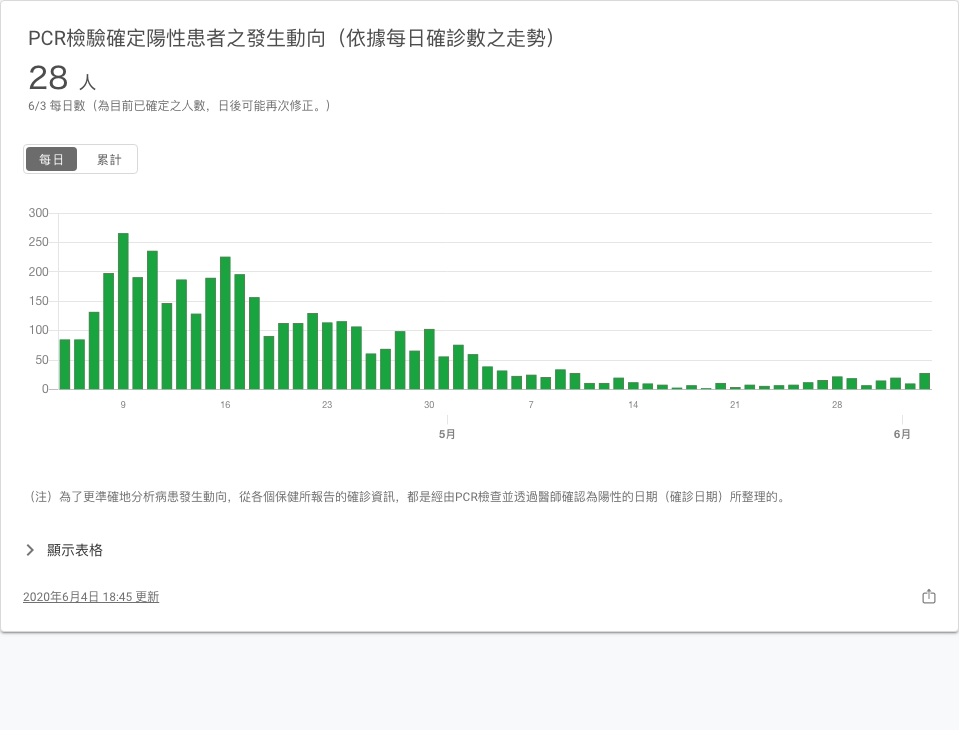 PCR檢驗確定陽性患者之發生動向（依據每日確診數之走勢）
28 人
6/3 每日數（為目前已確定之人數，日後可能再次修正。）
每日 累計
300
250
200
150
100
50
0
9 16 23 30 7 14 21 28
5月 6月
（注）為了更準確地分析病患發生動向，從各個保健所報告的確診資訊，都是經由PCR檢查並透過醫師確認為陽性的日期（確診日期）所整理的。
顯示表格
2020年6月4日 18:45 更新